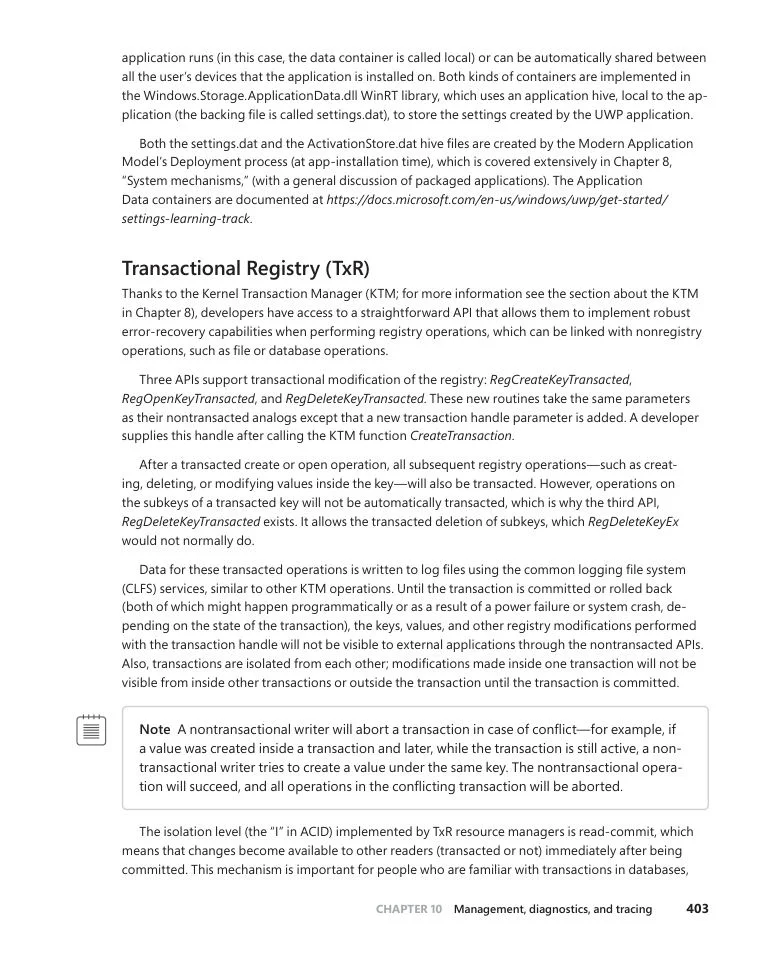 application runs (in this case, the data container is called local) or can be automatically shared between
all the user’s devices that the application is installed on. Both kinds of containers are implemented in
the Windows.Storage.ApplicationData.dll WinRT library, which uses an application hive, local to the ap-
plication (the backing file is called settings.dat), to store the settings created by the UWP application.
Both the settings.dat and the ActivationStore.dat hive files are created by the Modern Application
Model’s Deployment process (at app-installation time), which is covered extensively in Chapter 8,
“System mechanisms,” (with a general discussion of packaged applications). The Application
Data containers are documented at https://docs.microsoft.com/en-us/windows/uwp/get-started/
settings-learning-track.
Transactional Registry (TxR)
Thanks to the Kernel Transaction Manager (KTM; for more information see the section about the KTM
in Chapter 8), developers have access to a straightforward API that allows them to implement robust
error-recovery capabilities when performing registry operations, which can be linked with nonregistry
operations, such as file or database operations.
Three APIs support transactional modification of the registry: RegCreateKeyTransacted,
RegOpenKeyTransacted, and RegDeleteKeyTransacted. These new routines take the same parameters
as their nontransacted analogs except that a new transaction handle parameter is added. A developer
supplies this handle after calling the KTM function CreateTransaction.
After a transacted create or open operation, all subsequent registry operations—such as creat-
ing, deleting, or modifying values inside the key—will also be transacted. However, operations on
the subkeys of a transacted key will not be automatically transacted, which is why the third API,
RegDeleteKeyTransacted exists. It allows the transacted deletion of subkeys, which RegDeleteKeyEx
would not normally do.
Data for these transacted operations is written to log files using the common logging file system
(CLFS) services, similar to other KTM operations. Until the transaction is committed or rolled back
(both of which might happen programmatically or as a result of a power failure or system crash, de-
pending on the state of the transaction), the keys, values, and other registry modifications performed
with the transaction handle will not be visible to external applications through the nontransacted APIs.
Also, transactions are isolated from each other; modifications made inside one transaction will not be
visible from inside other transactions or outside the transaction until the transaction is committed.
Note A nontransactional writer will abort a transaction in case of conflict—for example, if
a value was created inside a transaction and later, while the transaction is still active, a non-
transactional writer tries to create a value under the same key. The nontransactional opera-
tion will succeed, and all operations in the conflicting transaction will be aborted.
The isolation level (the “I” in ACID) implemented by TxR resource managers is read-commit, which
means that changes become available to other readers (transacted or not) immediately after being
committed. This mechanism is important for people who are familiar with transactions in databases,
CHAPTER 10 Management, diagnostics, and tracing 403